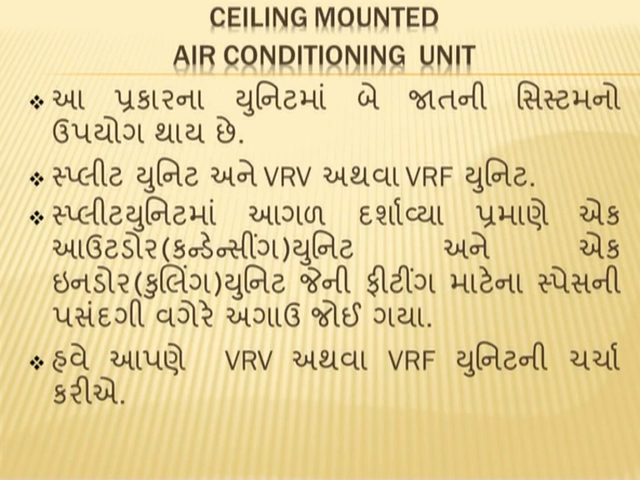 CEILING MOUNTED
AIR CONDITIONING UNIT
❖ આ પ્રકારના યુનિટમાં બે જાતની સિસ્ટમનો
ઉપયોગ થાય છે.
❖ સ્પ્લીટ યુનિટ અને VRV અથવા VRF યુનિટ.
❖ સ્પ્લીટયુનિટમાં આગળ દર્શાવ્યા પ્રમાણે એક
આઉટડોર(કન્ડેન્સીંગ)યુનિટ અને એક
ઇનડોર(કુલિંગ)યુનિટ જેની ફીટીંગ માટેના સ્પેસની
પસંદગી વગેરે અગાઉ જોઈ ગયા.
❖ હવે આપણે VRV અથવા VRF યુનિટની ચર્ચા
કરીએ.